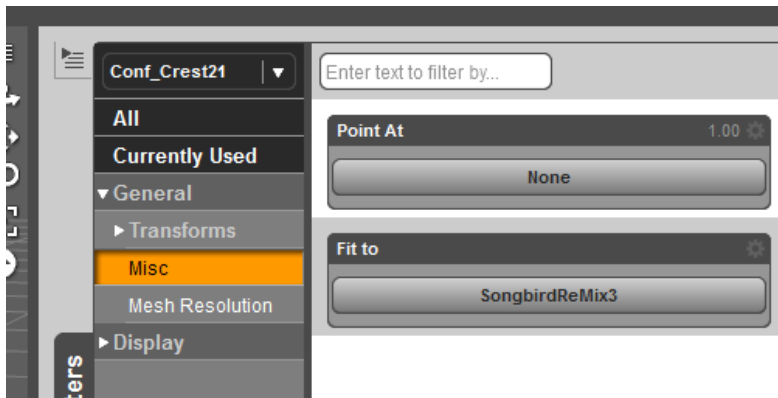 Conf_Crest21
Enter text to filter by...
All
Currently Used
General
Transforms
Misc
Mesh Resolution
Display
Point At
1.00
None
Fit to
SongbirdReMix3
ters